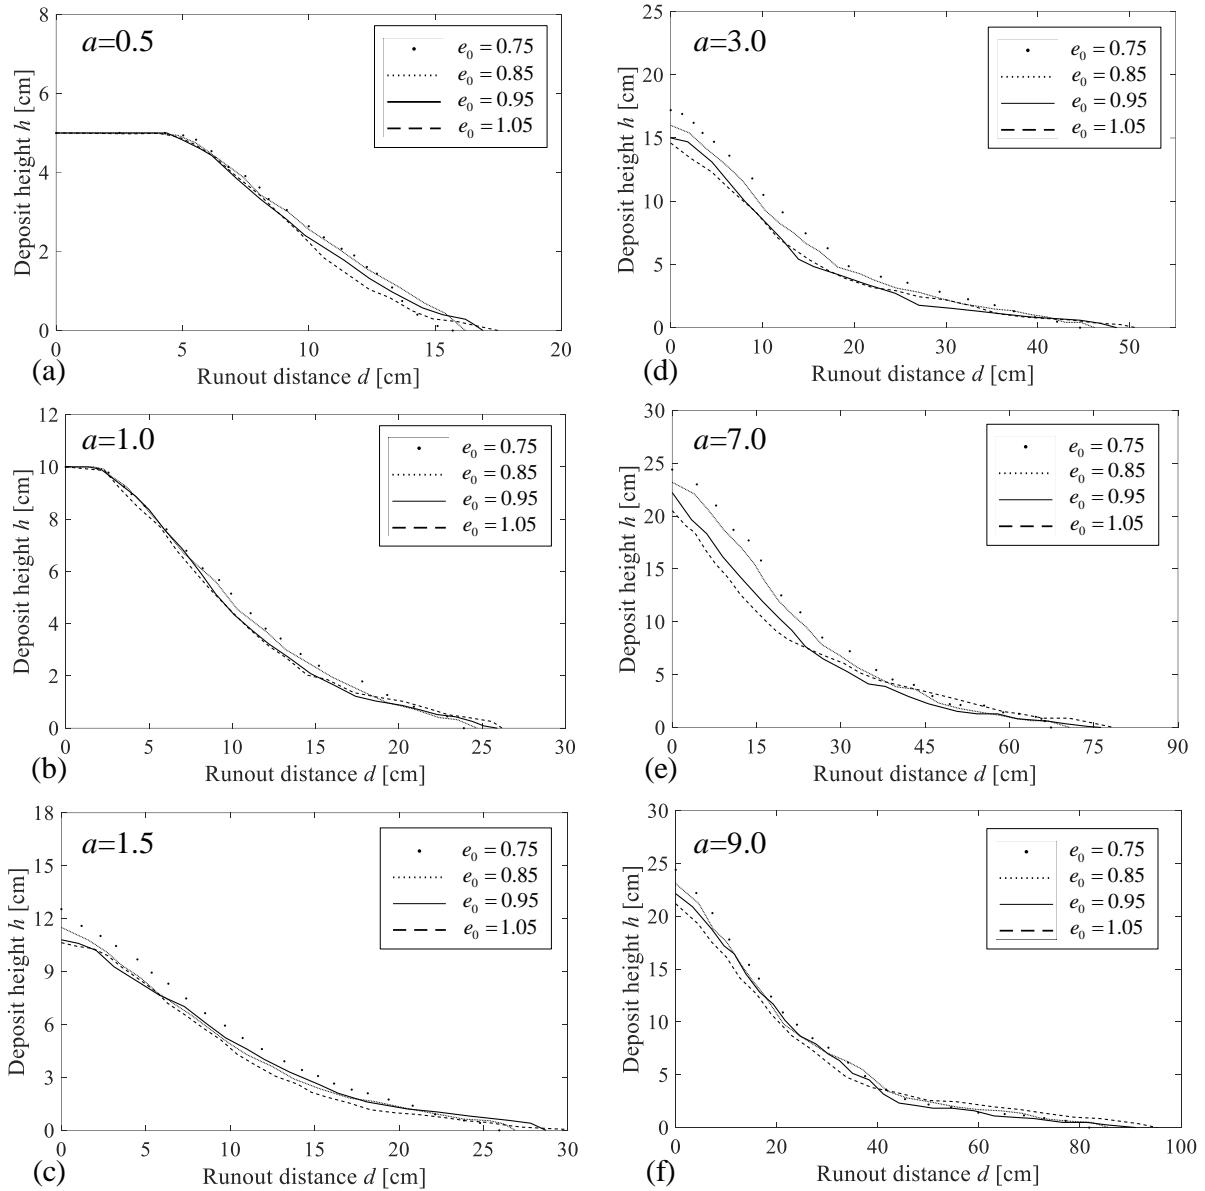 a=0.5
8
6
4
2
0
Deposit height h [cm]
e₀ = 0.75
e₀ = 0.85
e₀ = 0.95
e₀ = 1.05
0 5 10 15 20
(a) Runout distance d [cm]
a=3.0
25
20
15
10
5
0
Deposit height h [cm]
e₀ = 0.75
e₀ = 0.85
e₀ = 0.95
e₀ = 1.05
0 10 20 30 40 50
(d) Runout distance d [cm]
a=1.0
12
10
8
6
4
2
0
Deposit height h [cm]
e₀ = 0.75
e₀ = 0.85
e₀ = 0.95
e₀ = 1.05
0 5 10 15 20 25 30
(b) Runout distance d [cm]
a=7.0
30
25
20
15
10
5
0
Deposit height h [cm]
e₀ = 0.75
e₀ = 0.85
e₀ = 0.95
e₀ = 1.05
0 15 30 45 60 75 90
(e) Runout distance d [cm]
a=1.5
18
15
12
9
6
3
0
Deposit height h [cm]
e₀ = 0.75
e₀ = 0.85
e₀ = 0.95
e₀ = 1.05
0 5 10 15 20 25 30
(c) Runout distance d [cm]
a=9.0
30
25
20
15
10
5
0
Deposit height h [cm]
e₀ = 0.75
e₀ = 0.85
e₀ = 0.95
e₀ = 1.05
0 20 40 60 80 100
(f) Runout distance d [cm]